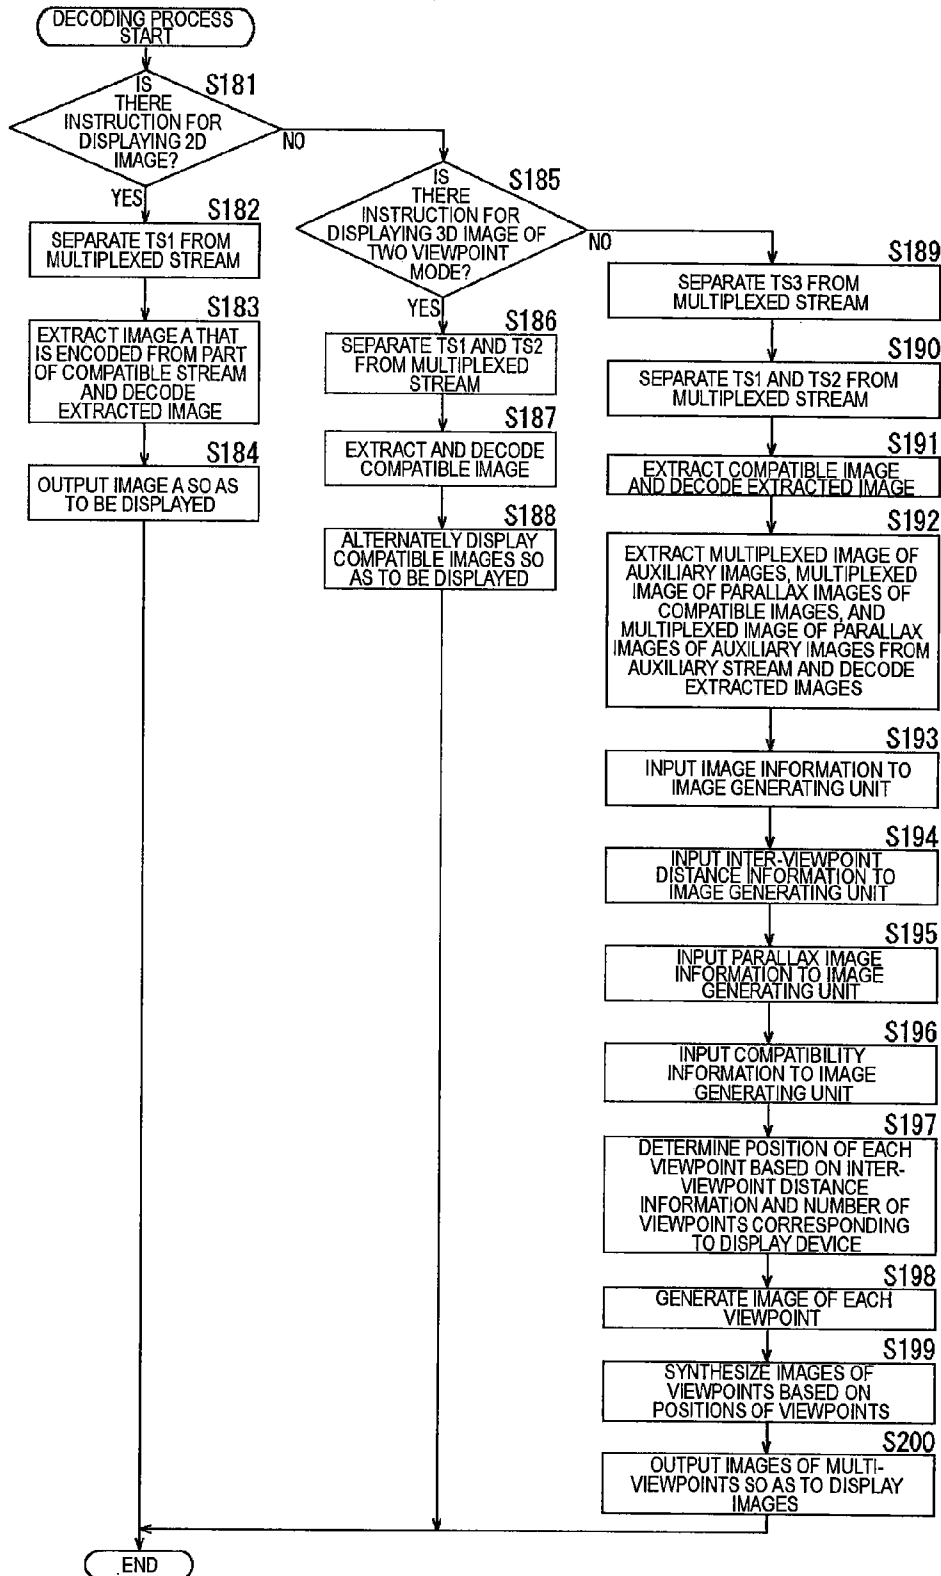 DECODING PROCESS
START
S181
IS
THERE
INSTRUCTION FOR
DISPLAYING 2D
IMAGE?
NO
YES
S182
SEPARATE TS1 FROM
MULTIPLEXED STREAM
S183
EXTRACT IMAGE A THAT
IS ENCODED FROM PART
OF COMPATIBLE STREAM
AND DECODE
EXTRACTED IMAGE
S184
OUTPUT IMAGE A SO AS
TO BE DISPLAYED
S185
IS
THERE
INSTRUCTION FOR
DISPLAYING 3D IMAGE OF
TWO VIEWPOINT
MODE?
NO
YES
S186
SEPARATE TS1 AND TS2
FROM MULTIPLEXED
STREAM
S187
EXTRACT AND DECODE
COMPATIBLE IMAGE
S188
ALTERNATELY DISPLAY
COMPATIBLE IMAGES SO
AS TO BE DISPLAYED
S189
SEPARATE TS3 FROM
MULTIPLEXED STREAM
S190
SEPARATE TS1 AND TS2 FROM
MULTIPLEXED STREAM
S191
EXTRACT COMPATIBLE IMAGE
AND DECODE EXTRACTED IMAGE
S192
EXTRACT MULTIPLEXED IMAGE OF
AUXILIARY IMAGES, MULTIPLEXED
IMAGE OF PARALLAX IMAGES OF
COMPATIBLE IMAGES, AND
MULTIPLEXED IMAGE OF PARALLAX
IMAGES OF AUXILIARY IMAGES FROM
AUXILIARY STREAM AND DECODE
EXTRACTED IMAGES
S193
INPUT IMAGE INFORMATION TO
IMAGE GENERATING UNIT
S194
INPUT INTER-VIEWPOINT
DISTANCE INFORMATION TO
IMAGE GENERATING UNIT
S195
INPUT PARALLAX IMAGE
INFORMATION TO IMAGE
GENERATING UNIT
S196
INPUT COMPATIBILITY
INFORMATION TO IMAGE
GENERATING UNIT
S197
DETERMINE POSITION OF EACH
VIEWPOINT BASED ON INTER-
VIEWPOINT DISTANCE
INFORMATION AND NUMBER OF
VIEWPOINTS CORRESPONDING
TO DISPLAY DEVICE
S198
GENERATE IMAGE OF EACH
VIEWPOINT
S199
SYNTHESIZE IMAGES OF
VIEWPOINTS BASED ON
POSITIONS OF VIEWPOINTS
S200
OUTPUT IMAGES OF MULTI-
VIEWPOINTS SO AS TO DISPLAY
IMAGES
END